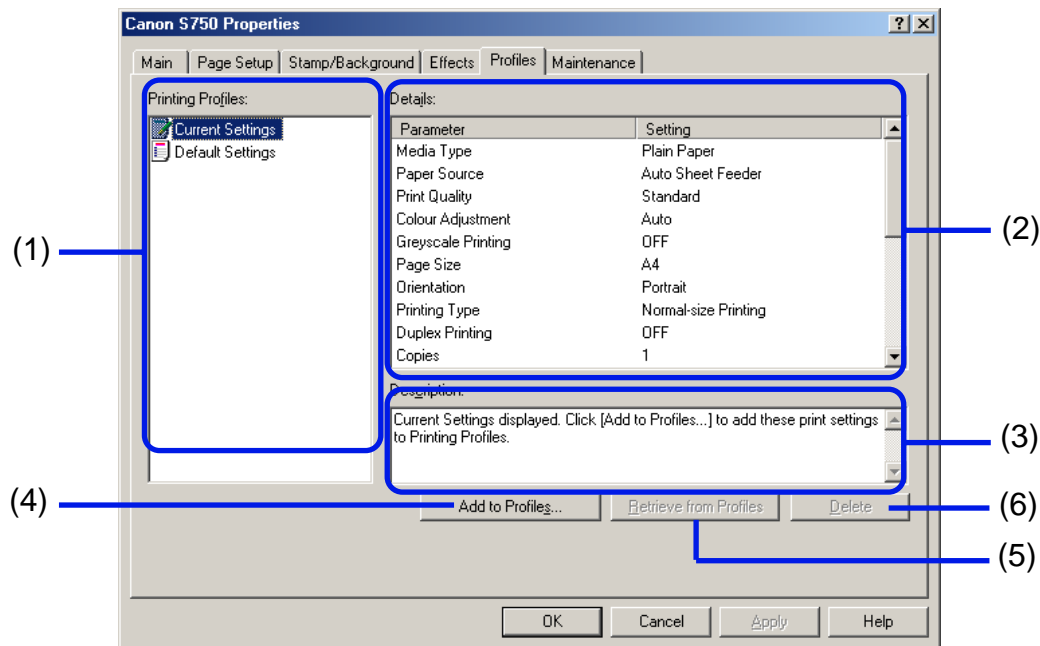 Canon S750 Properties
Main Page Setup Stamp/Background Effects Profiles Maintenance
Printing Profiles:
Current Settings
Default Settings
Details:
Parameter Setting
Media Type Plain Paper
Paper Source Auto Sheet Feeder
Print Quality Standard
Colour Adjustment Auto
Greyscale Printing OFF
Page Size A4
Orientation Portrait
Printing Type Normal-size Printing
Duplex Printing OFF
Copies 1
Description:
Current Settings displayed. Click [Add to Profiles...] to add these print settings
to Printing Profiles.
Add to Profiles... Retrieve from Profiles Delete
OK Cancel Apply Help
(1)
(2)
(3)
(4)
(6)
(5)